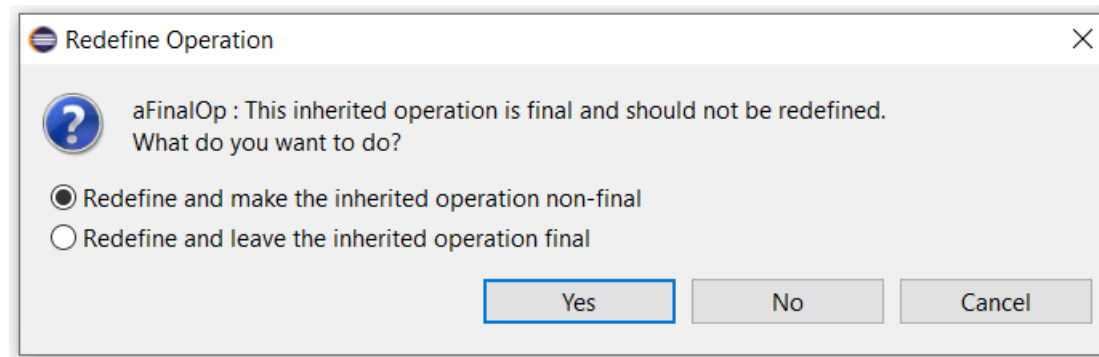 Redefine Operation
aFinalOp : This inherited operation is final and should not be redefined.
What do you want to do?
Redefine and make the inherited operation non-final
Redefine and leave the inherited operation final
Yes No Cancel